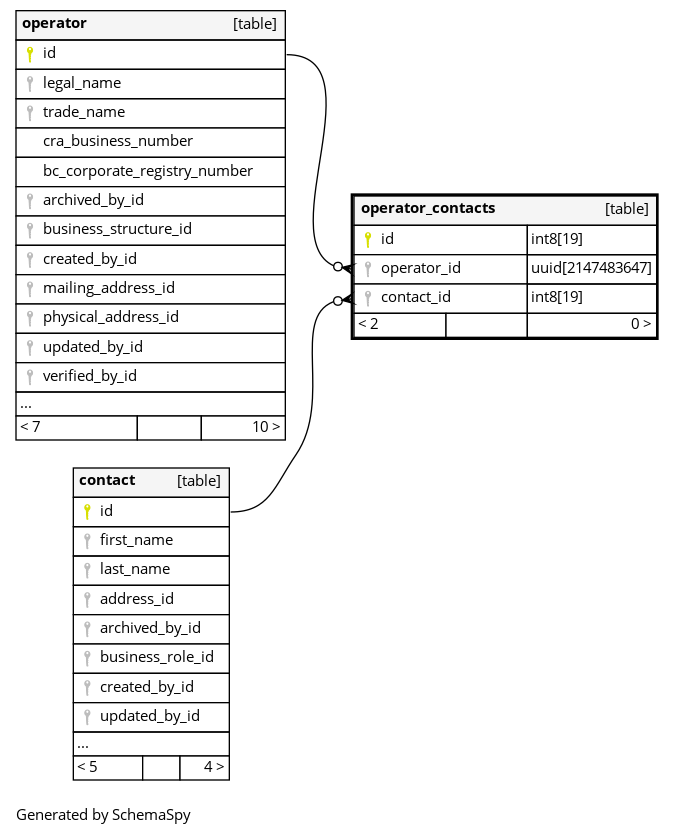 operator [table]
id
legal_name
trade_name
cra_business_number
bc_corporate_registry_number
archived_by_id
business_structure_id
created_by_id
mailing_address_id
physical_address_id
updated_by_id
verified_by_id
...
< 7 10 >
operator_contacts [table]
id int8[19]
operator_id uuid[2147483647]
contact_id int8[19]
< 2 0 >
contact [table]
id
first_name
last_name
address_id
archived_by_id
business_role_id
created_by_id
updated_by_id
...
< 5 4 >
Generated by SchemaSpy